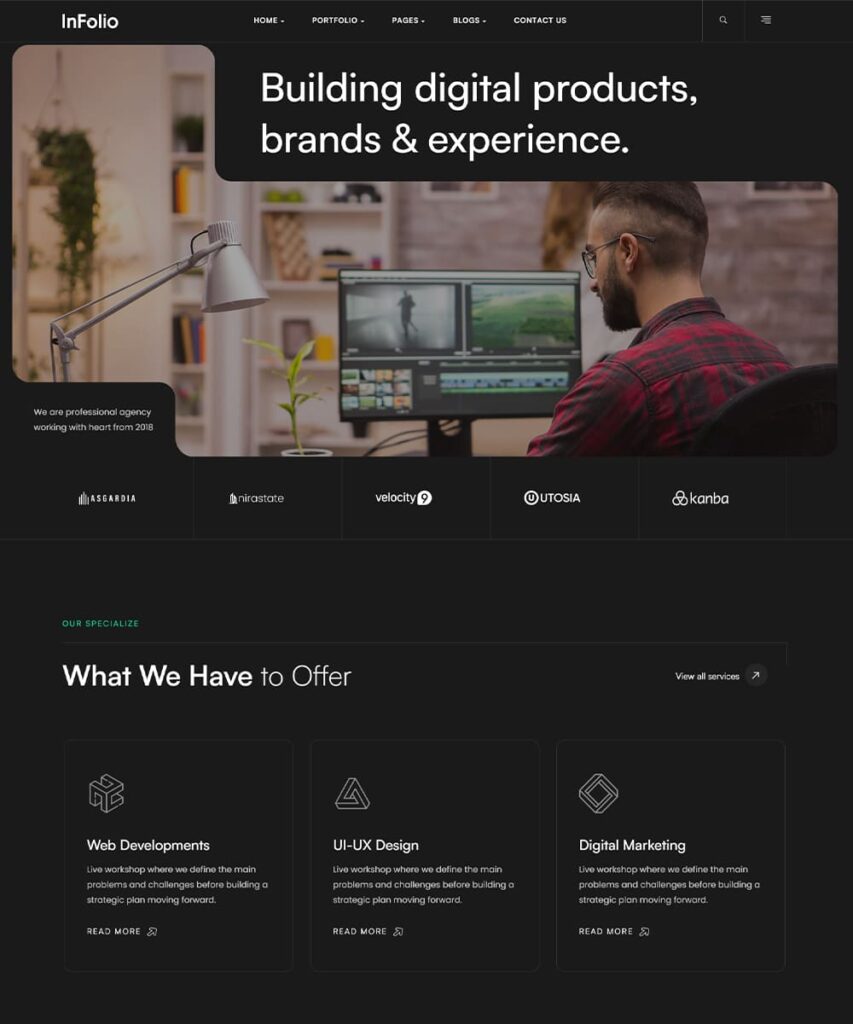 InFolio
HOME PORTFOLIO PAGES BLOGS CONTACT US
Building digital products,
brands & experience.
We are professional agency
working with heart from 2018
ASGARDIA nirastate velocity9 UTOSIA kanba
OUR SPECIALIZE
What We Have to Offer
View all services
Web Developments
Live workshop where we define the main
problems and challenges before building a
strategic plan moving forward.
READ MORE
UI-UX Design
Live workshop where we define the main
problems and challenges before building a
strategic plan moving forward.
READ MORE
Digital Marketing
Live workshop where we define the main
problems and challenges before building a
strategic plan moving forward.
READ MORE